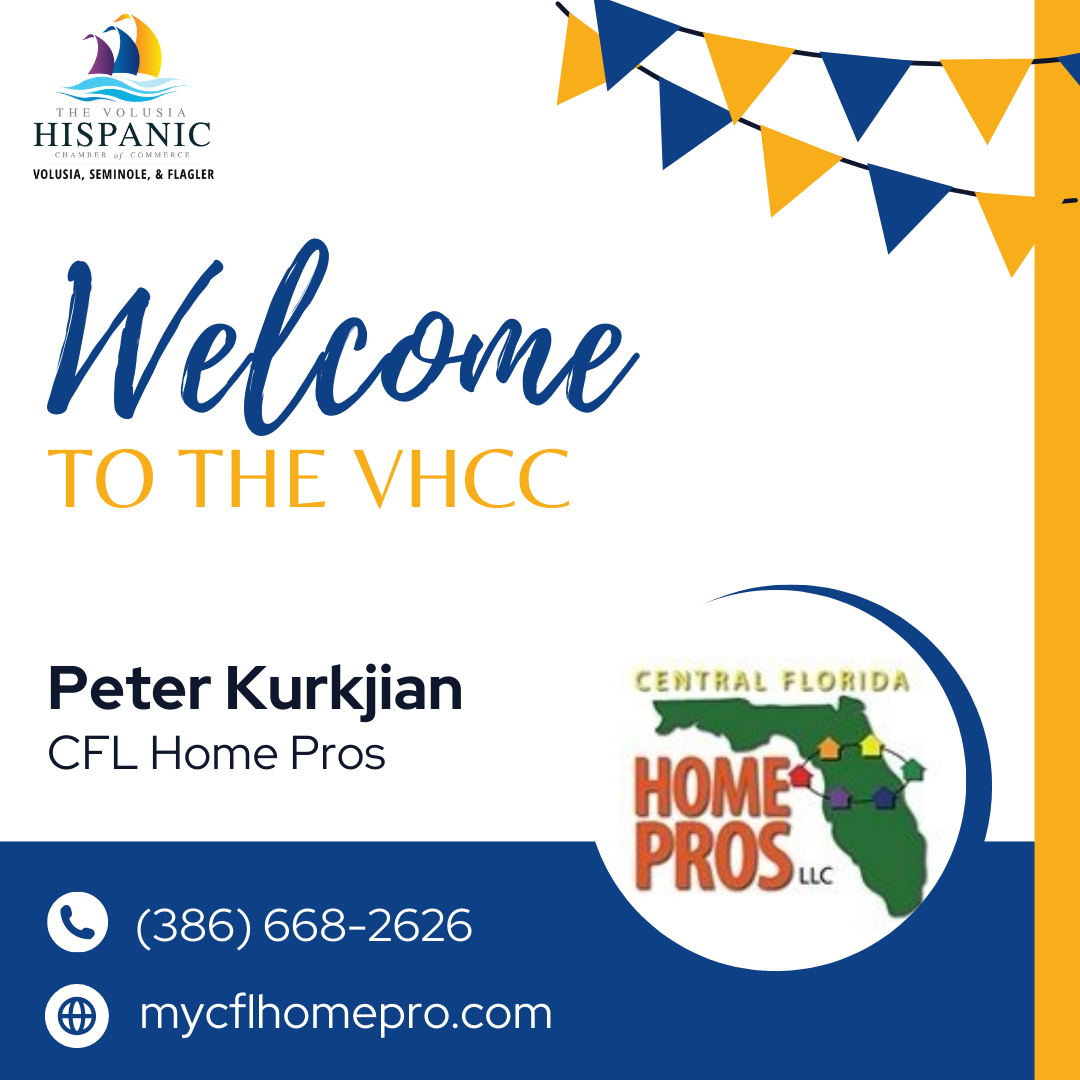 THE VOLUSIA
HISPANIC
CHAMBER of COMMERCE
VOLUSIA, SEMINOLE, & FLAGLER
Welcome
TO THE VHCC
Peter Kurkjian
CFL Home Pros
CENTRAL FLORIDA
HOME
PROS LLC
(386) 668-2626
mycflhomepro.com